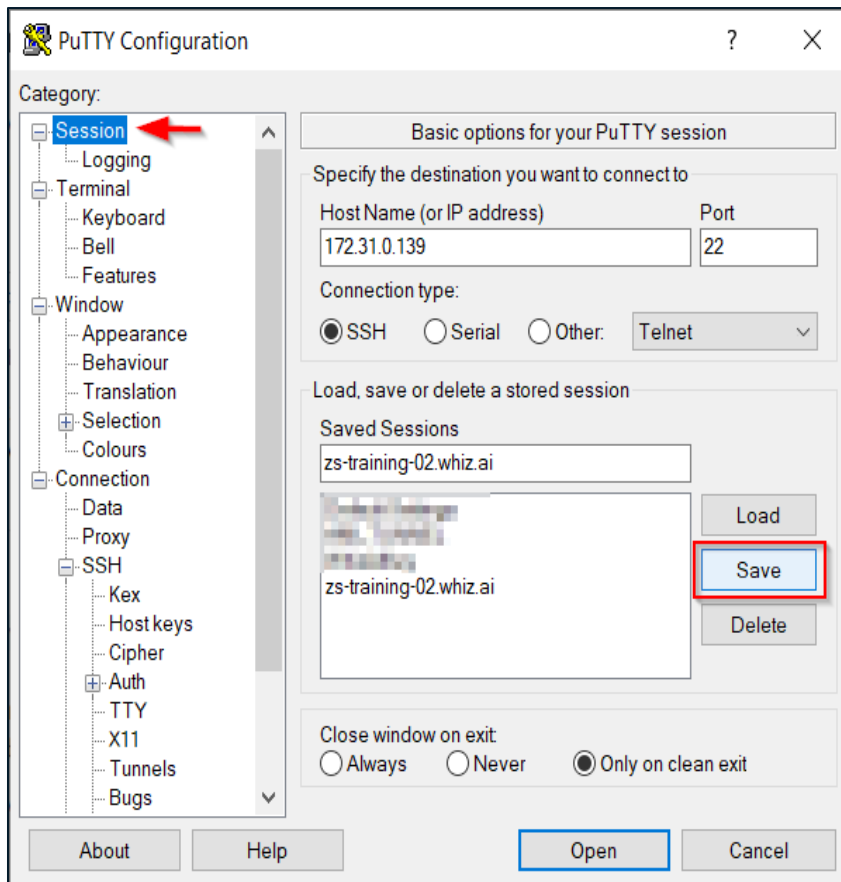 PuTTY Configuration
?
Category:
Session
Logging
Terminal
Keyboard
Bell
Features
Window
Appearance
Behaviour
Translation
Selection
Colours
Connection
Data
Proxy
SSH
Kex
Host keys
Cipher
Auth
TTY
X11
Tunnels
Bugs
Basic options for your PuTTY session
Specify the destination you want to connect to
Host Name (or IP address) Port
172.31.0.139 22
Connection type:
SSH Serial Other: Telnet
Load, save or delete a stored session
Saved Sessions
zs-training-02.whiz.ai
zs-training-02.whiz.ai
Load
Save
Delete
Close window on exit:
Always Never Only on clean exit
About Help Open Cancel